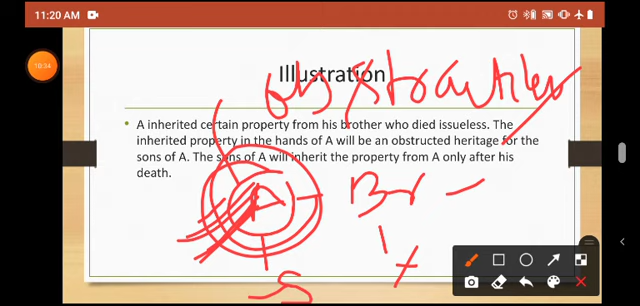 11:20 AM
19:34
Illustration
• A inherited certain property from his brother who died issueless. The
inherited property in the hands of A will be an obstructed heritage for the
sons of A. The sons of A will inherit the property from A only after his
death.
A
Br
S